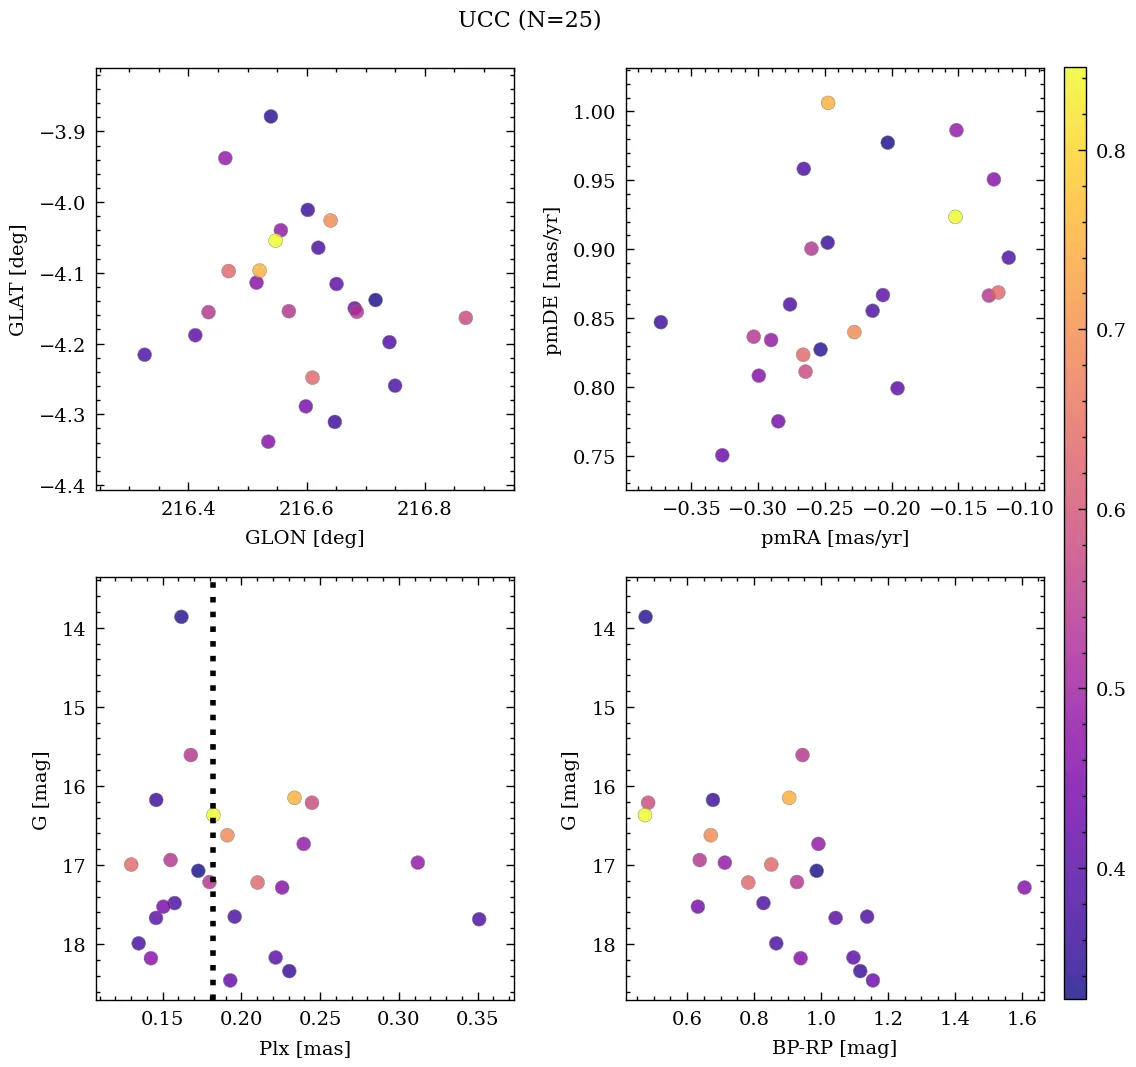 UCC (N=25)
−3.9
−4.0
−4.1
−4.2
−4.3
−4.4
GLAT [deg]
216.4 216.6 216.8
GLON [deg]
1.00
0.95
0.90
0.85
0.80
0.75
pmDE [mas/yr]
−0.35 −0.30 −0.25 −0.20 −0.15 −0.10
pmRA [mas/yr]
14
15
16
17
18
G [mag]
0.15 0.20 0.25 0.30 0.35
Plx [mas]
14
15
16
17
18
G [mag]
0.6 0.8 1.0 1.2 1.4 1.6
BP-RP [mag]
0.8
0.7
0.6
0.5
0.4